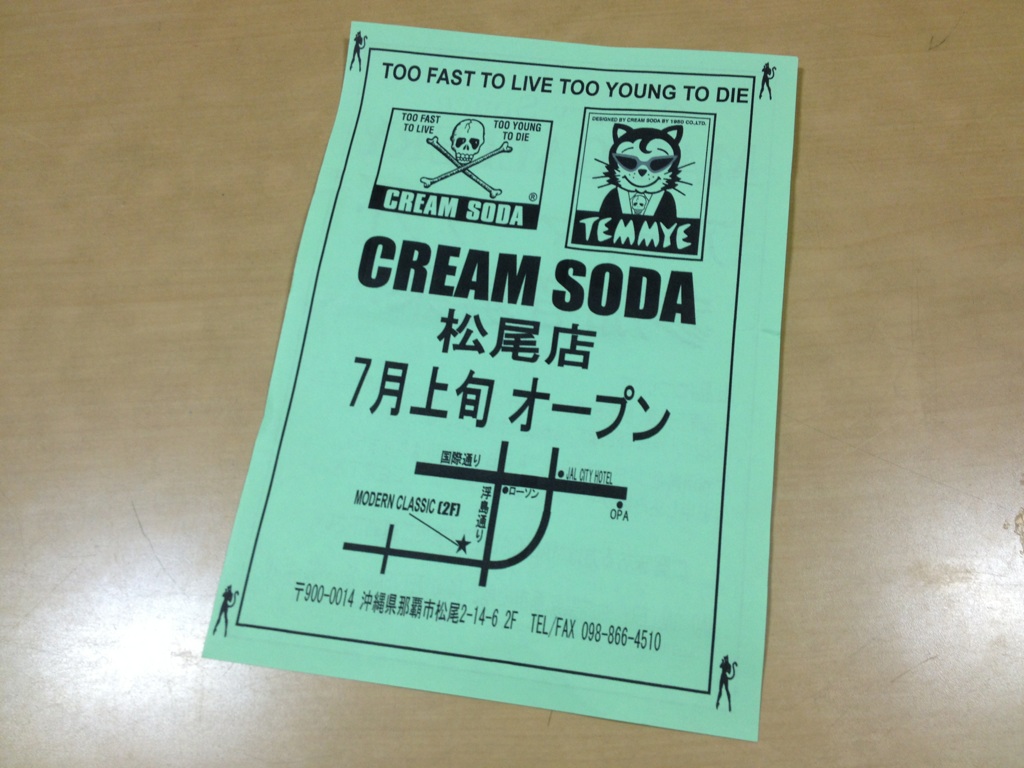 TOO FAST TO LIVE TOO YOUNG TO DIE
TOO FAST
TO LIVE
TOO YOUNG
TO DIE
CREAM SODA
®
DESIGNED BY CREAM SODA BY 1950 CO.,LTD.
TEMMYE
CREAM SODA
松尾店
7月上旬 オープン
国際通り
JAL CITY HOTEL
ローソン
OPA
浮島通り
MODERN CLASSIC (2F)
〒900-0014 沖縄県那覇市松尾2-14-6 2F TEL/FAX 098-866-4510